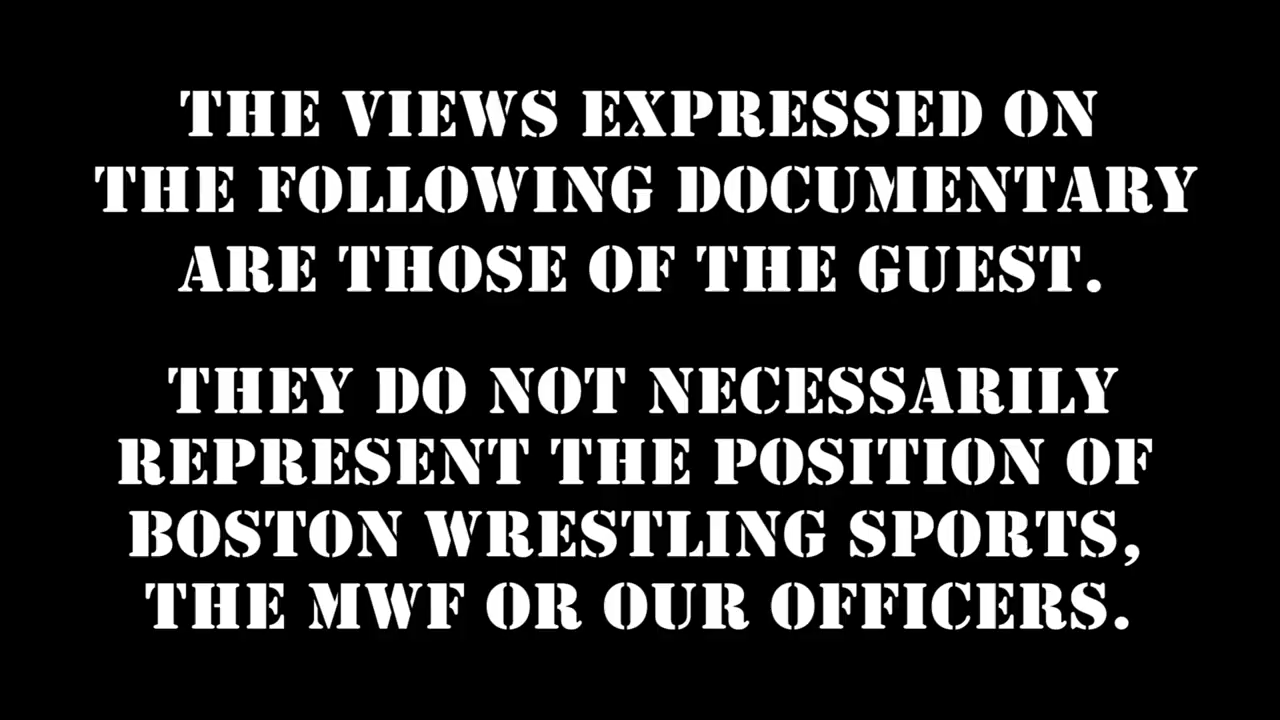 THE VIEWS EXPRESSED ON
THE FOLLOWING DOCUMENTARY
ARE THOSE OF THE GUEST.
THEY DO NOT NECESSARILY
REPRESENT THE POSITION OF
BOSTON WRESTLING SPORTS,
THE MWF OR OUR OFFICERS.